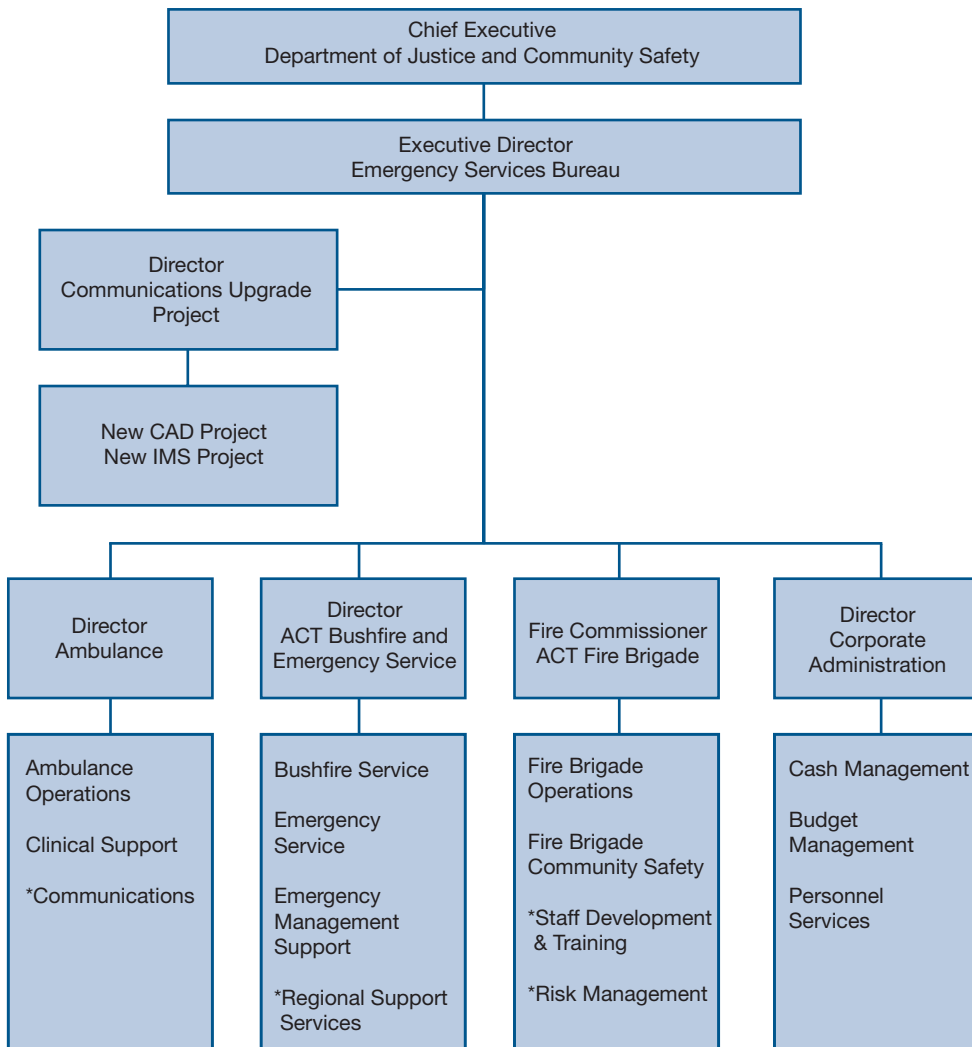 Chief Executive
Department of Justice and Community Safety
Executive Director
Emergency Services Bureau
Director
Communications Upgrade
Project
New CAD Project
New IMS Project
Director
Ambulance
Director
ACT Bushfire and
Emergency Service
Fire Commissioner
ACT Fire Brigade
Director
Corporate
Administration
Ambulance
Operations
Clinical Support
*Communications
Bushfire Service
Emergency
Service
Emergency
Management
Support
*Regional Support
Services
Fire Brigade
Operations
Fire Brigade
Community Safety
*Staff Development
& Training
*Risk Management
Cash Management
Budget
Management
Personnel
Services